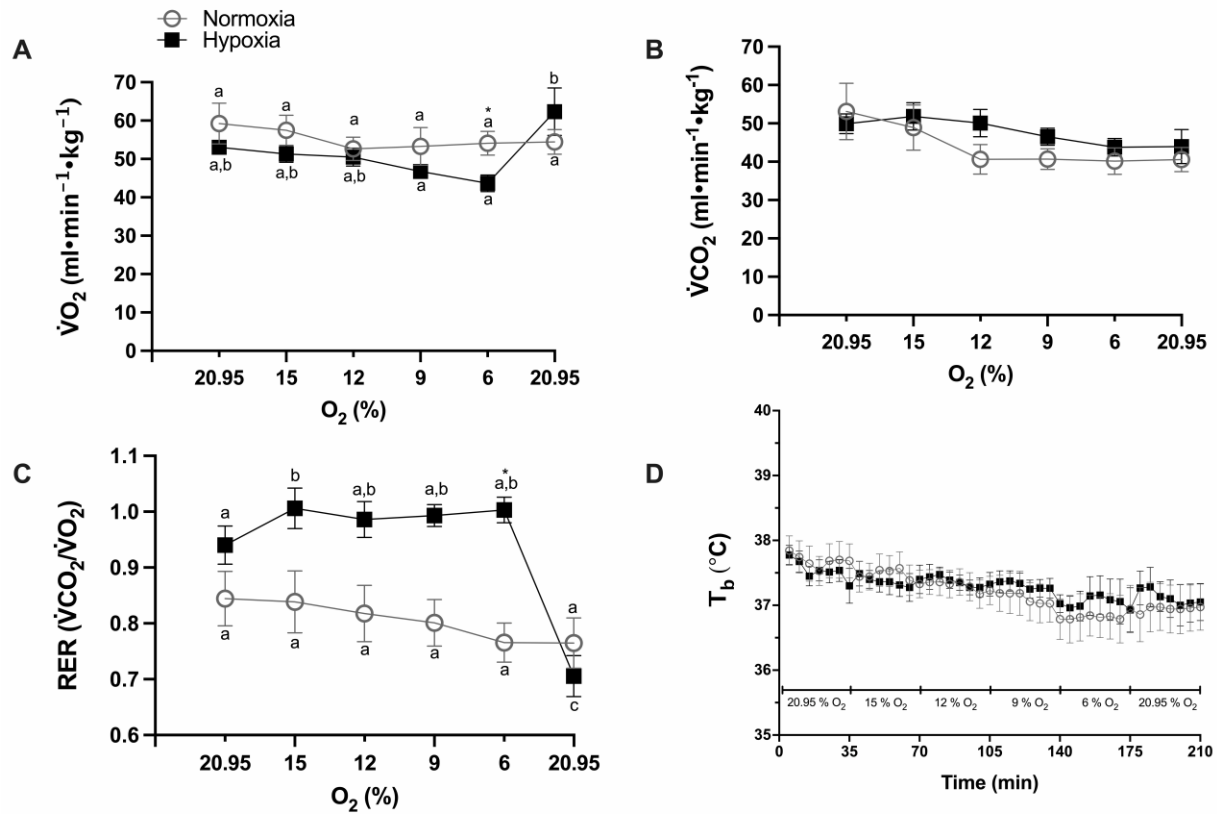 Normoxia
Hypoxia
A
V̇O₂ (ml•min⁻¹•kg⁻¹)
70
60
50
40
30
20
10
0
a
a
a
a
*
a
b
a,b
a,b
a,b
a
a
a
20.95 15 12 9 6 20.95
O₂ (%)
B
V̇CO₂ (ml•min⁻¹•kg⁻¹)
70
60
50
40
30
20
10
0
20.95 15 12 9 6 20.95
O₂ (%)
C
RER (V̇CO₂/V̇O₂)
1.1
1.0
0.9
0.8
0.7
0.6
a
b
a,b
a,b
*
a,b
a
a
a
a
a
a
c
20.95 15 12 9 6 20.95
O₂ (%)
D
T_b (°C)
40
39
38
37
36
35
20.95 % O₂ 15 % O₂ 12 % O₂ 9 % O₂ 6 % O₂ 20.95 % O₂
0 35 70 105 140 175 210
Time (min)